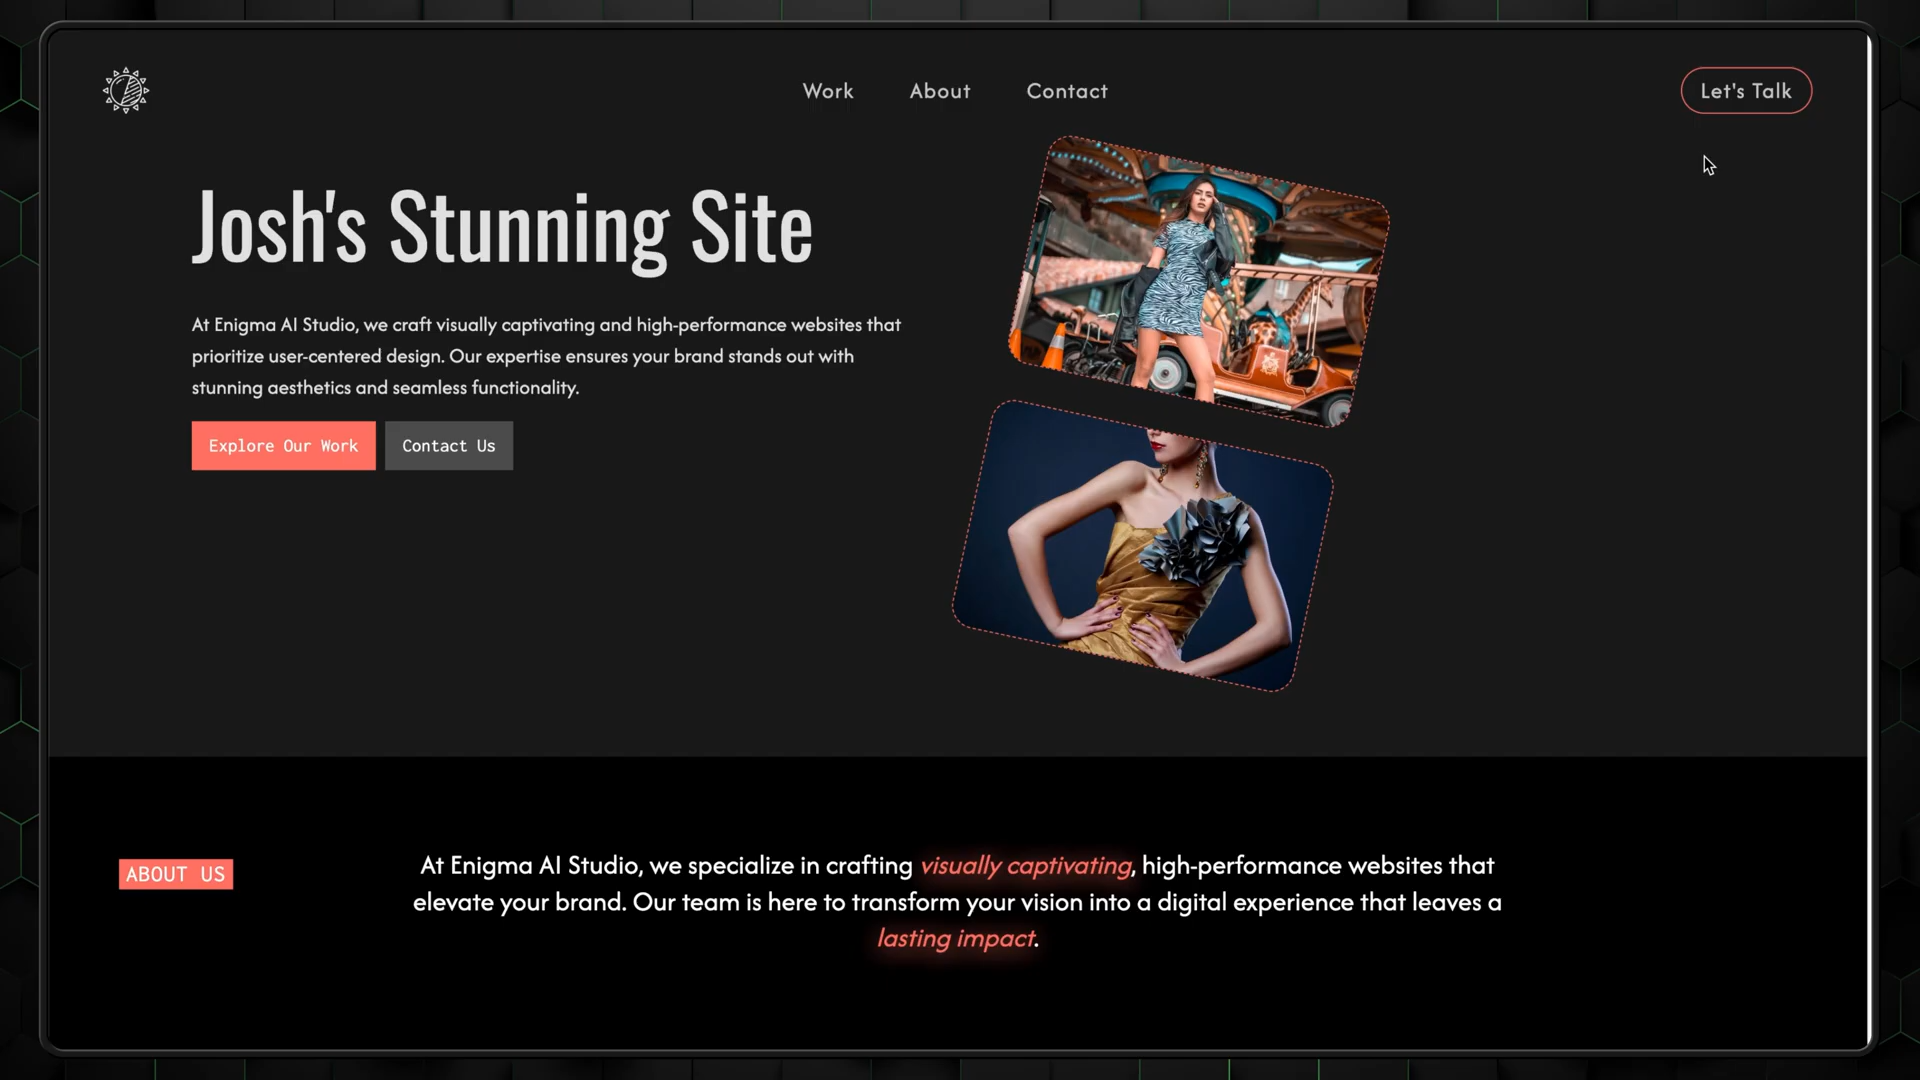 Work
About
Contact
Let's Talk
Josh's Stunning Site
At Enigma AI Studio, we craft visually captivating and high-performance websites that
prioritize user-centered design. Our expertise ensures your brand stands out with
stunning aesthetics and seamless functionality.
Explore Our Work
Contact Us
ABOUT US
At Enigma AI Studio, we specialize in crafting visually captivating, high-performance websites that
elevate your brand. Our team is here to transform your vision into a digital experience that leaves a
lasting impact.